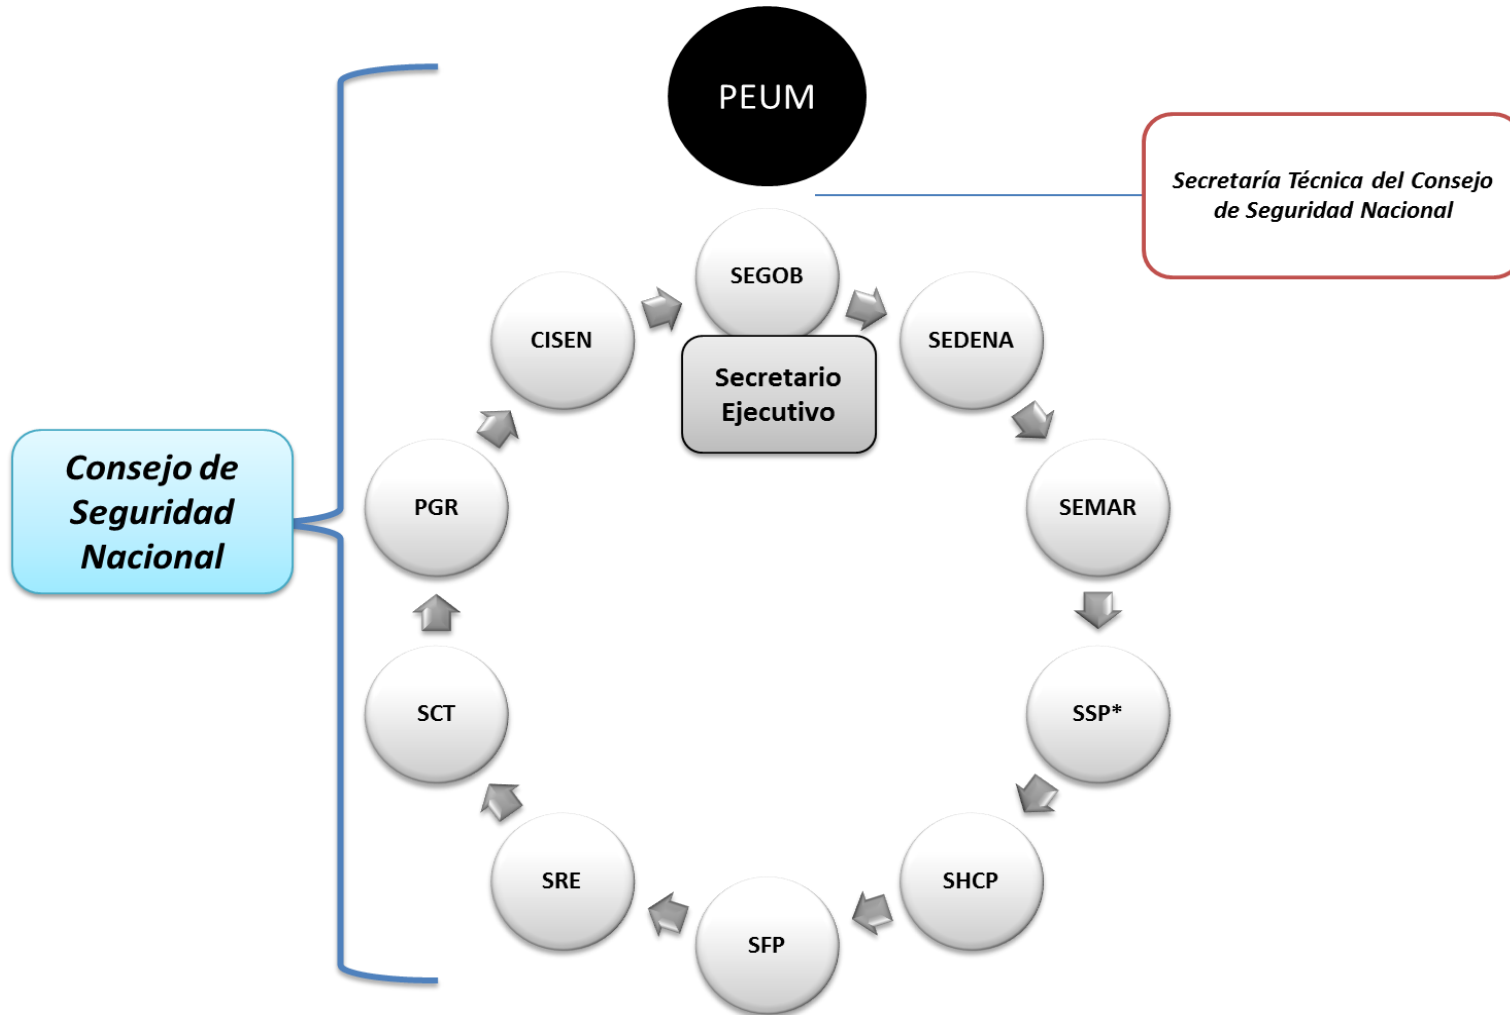 PEUM
Secretaría Técnica del Consejo
de Seguridad Nacional
SEGOB
Secretario
Ejecutivo
CISEN
SEDENA
Consejo de
Seguridad
Nacional
PGR
SEMAR
SCT
SSP*
SRE
SHCP
SFP